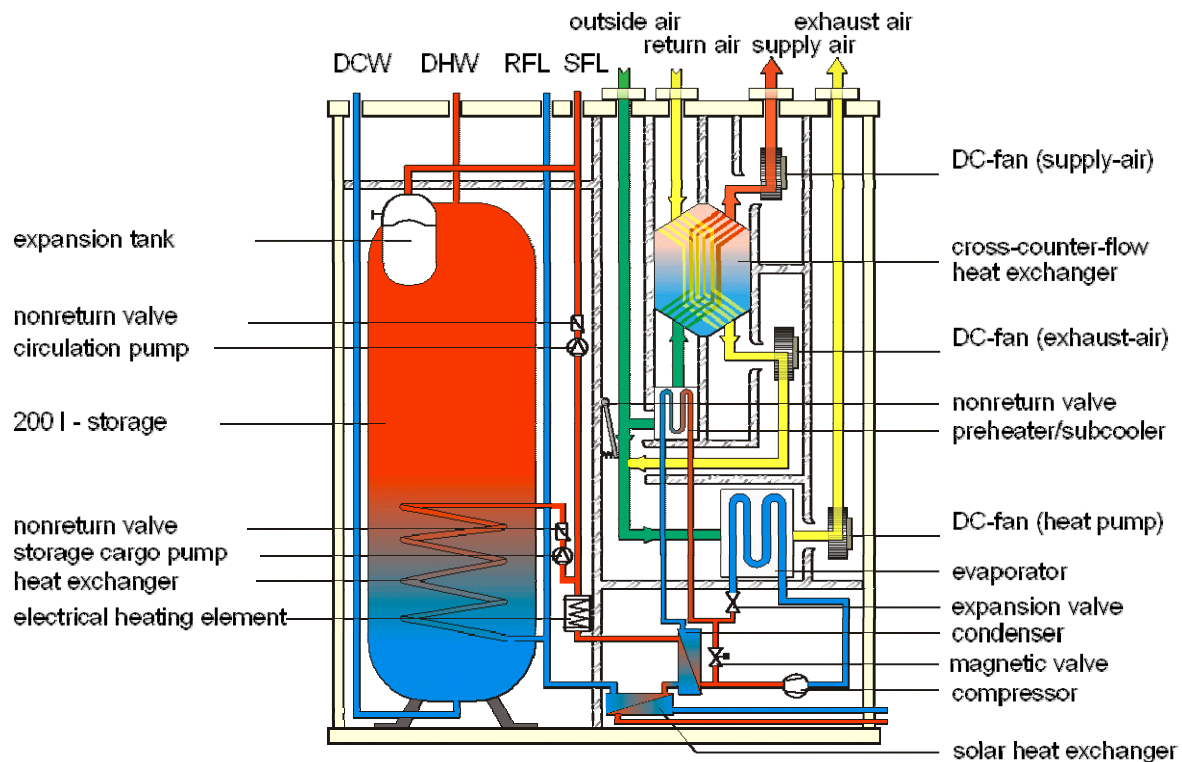 outside air
exhaust air
return air
supply air
DCW
DHW
RFL
SFL
expansion tank
nonreturn valve
circulation pump
200 l - storage
nonreturn valve
storage cargo pump
heat exchanger
electrical heating element
DC-fan (supply-air)
cross-counter-flow
heat exchanger
DC-fan (exhaust-air)
nonreturn valve
preheater/subcooler
DC-fan (heat pump)
evaporator
expansion valve
condenser
magnetic valve
compressor
solar heat exchanger